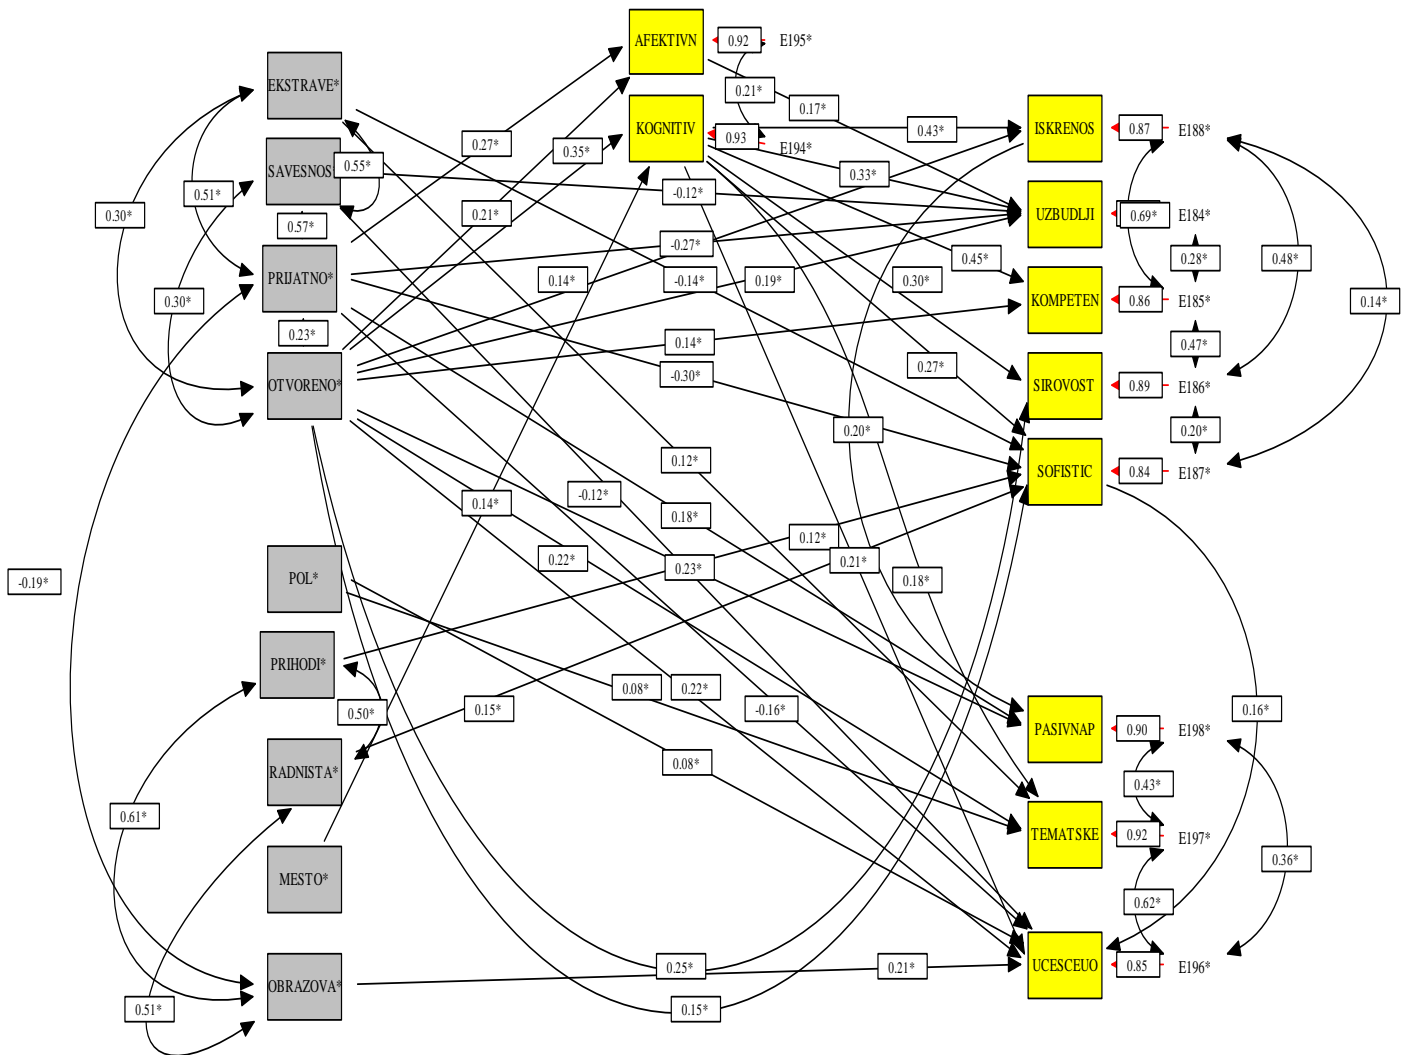 AFEKTIVN
0.92
E195*
EKSTRAVE*
0.21*
0.17*
KOGNITIV
0.93
E194*
0.43*
ISKRENOS
0.87
E188*
0.27*
0.35*
SAVESNOS
0.55*
0.33*
-0.12*
0.51*
0.30*
0.21*
0.57*
UZBUDLJI
0.69*
E184*
-0.27*
0.45*
0.28*
0.48*
PRIJATNO*
0.14*
-0.14*
0.19*
0.30*
KOMPETEN
0.86
E185*
0.14*
0.30*
0.23*
0.14*
0.47*
-0.30*
0.27*
OTVORENO*
SIROVOST
0.89
E186*
0.20*
0.20*
0.12*
SOFISTIC
0.84
E187*
-0.12*
0.14*
0.18*
0.12*
0.22*
0.23*
0.21*
0.18*
-0.19*
POL*
PRIHODI*
0.08*
0.22*
0.50*
0.15*
-0.16*
0.16*
PASIVNAP
0.90
E198*
0.08*
RADNISTA*
0.43*
0.61*
TEMATSKE
0.92
E197*
0.36*
MESTO*
0.62*
0.25*
0.21*
UCESCEUO
0.85
E196*
OBRAZOVA*
0.51*
0.15*